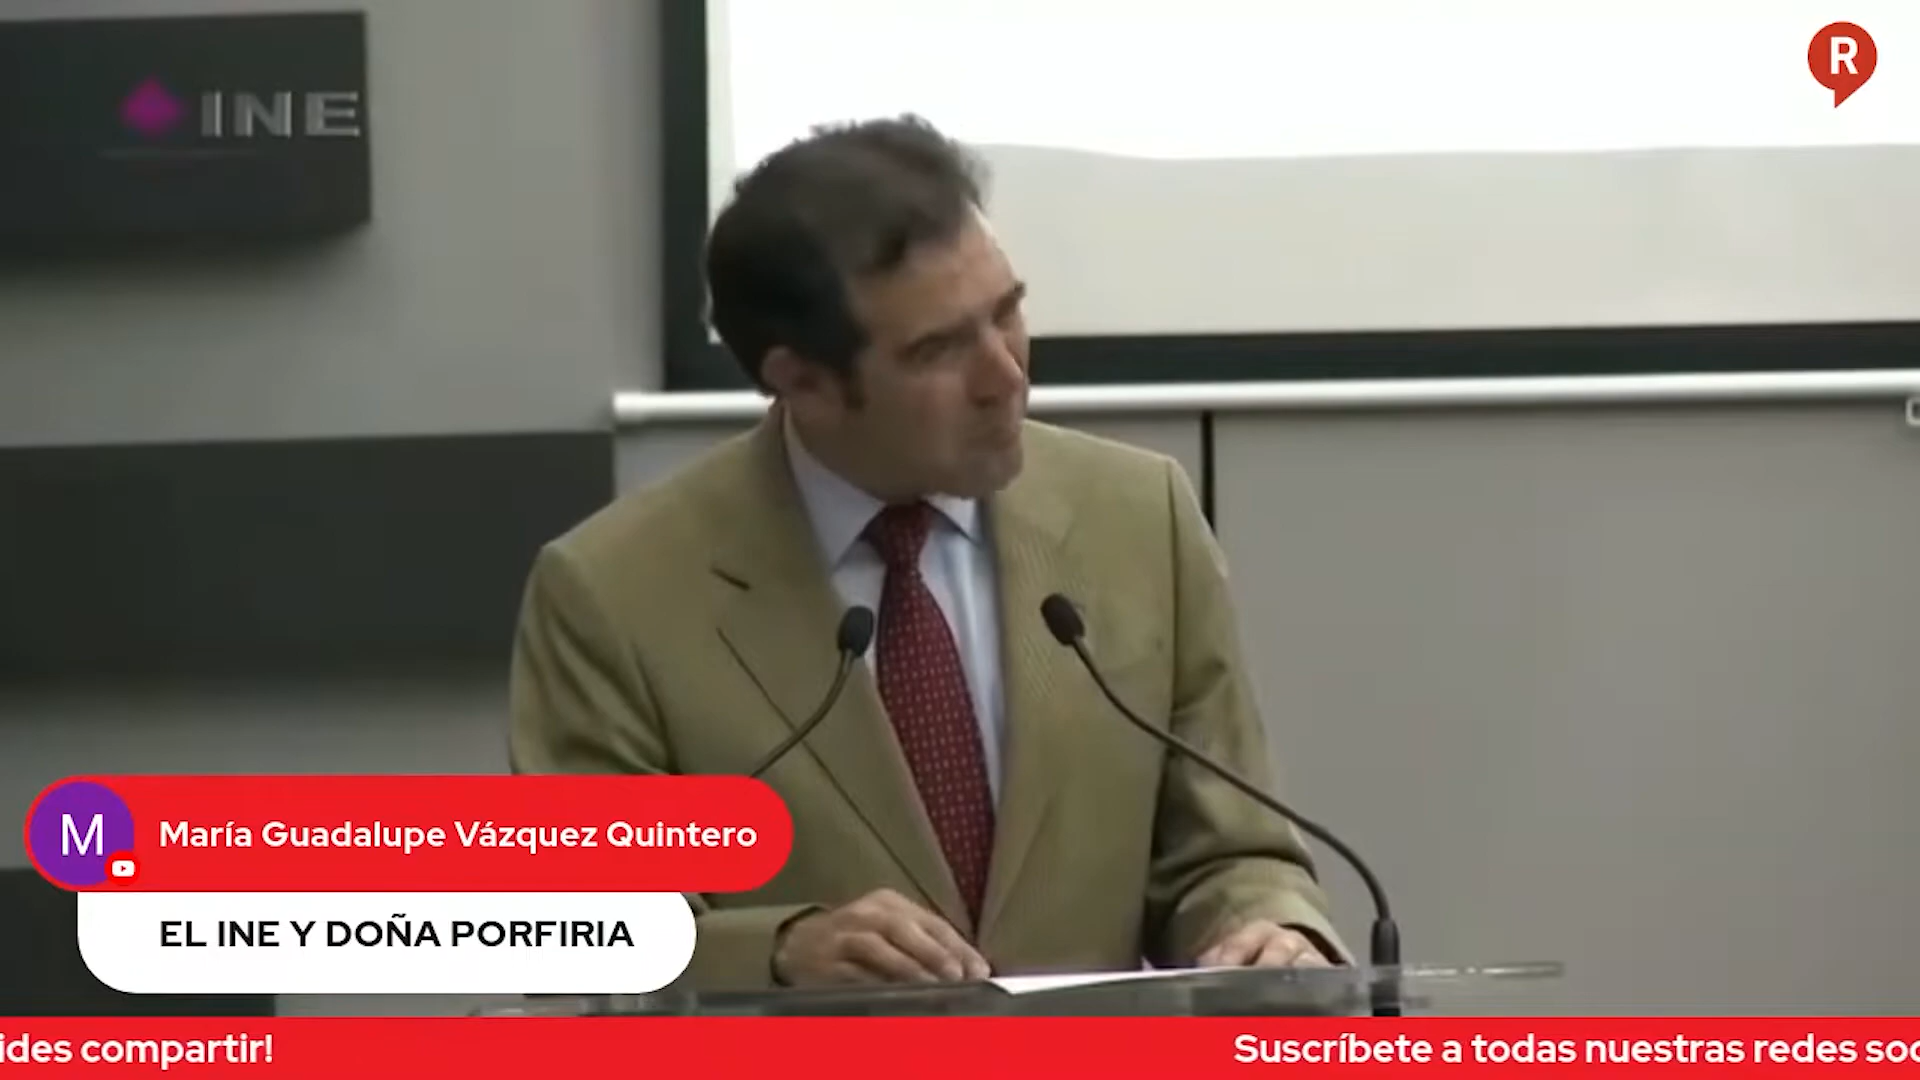 INE
R
M
María Guadalupe Vázquez Quintero
EL INE Y DOÑA PORFIRIA
ides compartir!
Suscríbete a todas nuestras redes soc